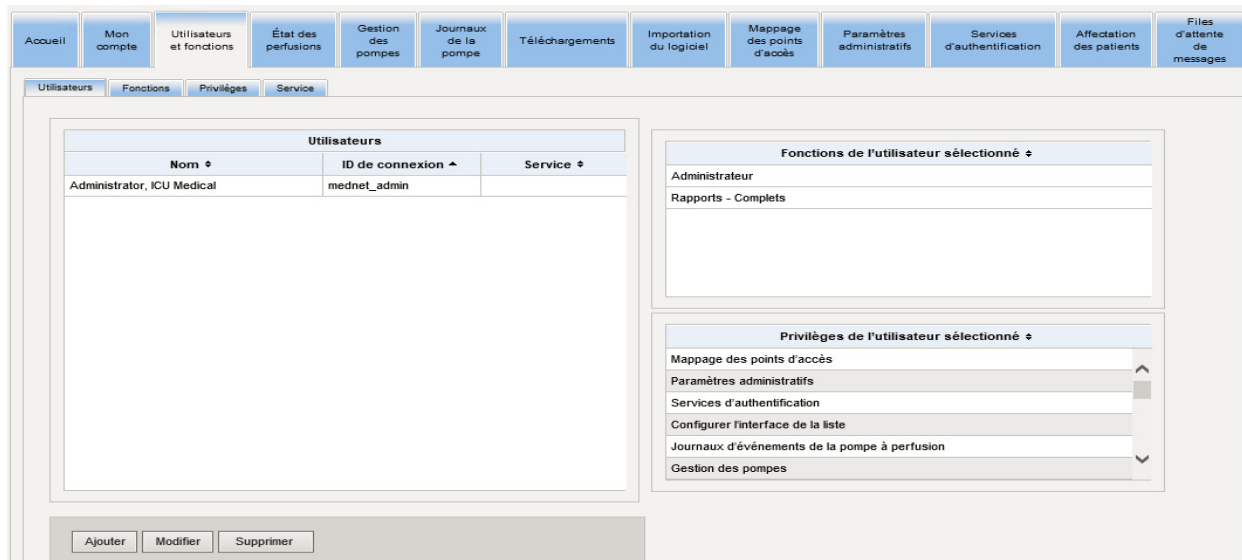 Accueil
Mon compte
Utilisateurs et fonctions
État des perfusions
Gestion des pompes
Journaux de la pompe
Téléchargements
Importation du logiciel
Mappage des points d'accès
Paramètres administratifs
Services d'authentification
Affectation des patients
Files d'attente de messages
Utilisateurs
Fonctions
Privilèges
Service
Utilisateurs
Nom
ID de connexion
Service
Administrator, ICU Medical
mednet_admin
Fonctions de l'utilisateur sélectionné
Administrateur
Rapports - Complets
Privilèges de l'utilisateur sélectionné
Mappage des points d'accès
Paramètres administratifs
Services d'authentification
Configurer l'interface de la liste
Journaux d'événements de la pompe à perfusion
Gestion des pompes
Ajouter
Modifier
Supprimer